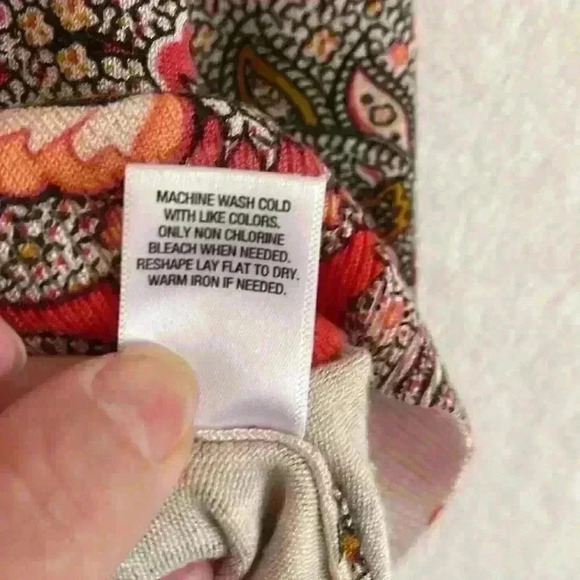 MACHINE WASH COLD
WITH LIKE COLORS.
ONLY NON CHLORINE
BLEACH WHEN NEEDED.
RESHAPE LAY FLAT TO DRY.
WARM IRON IF NEEDED.